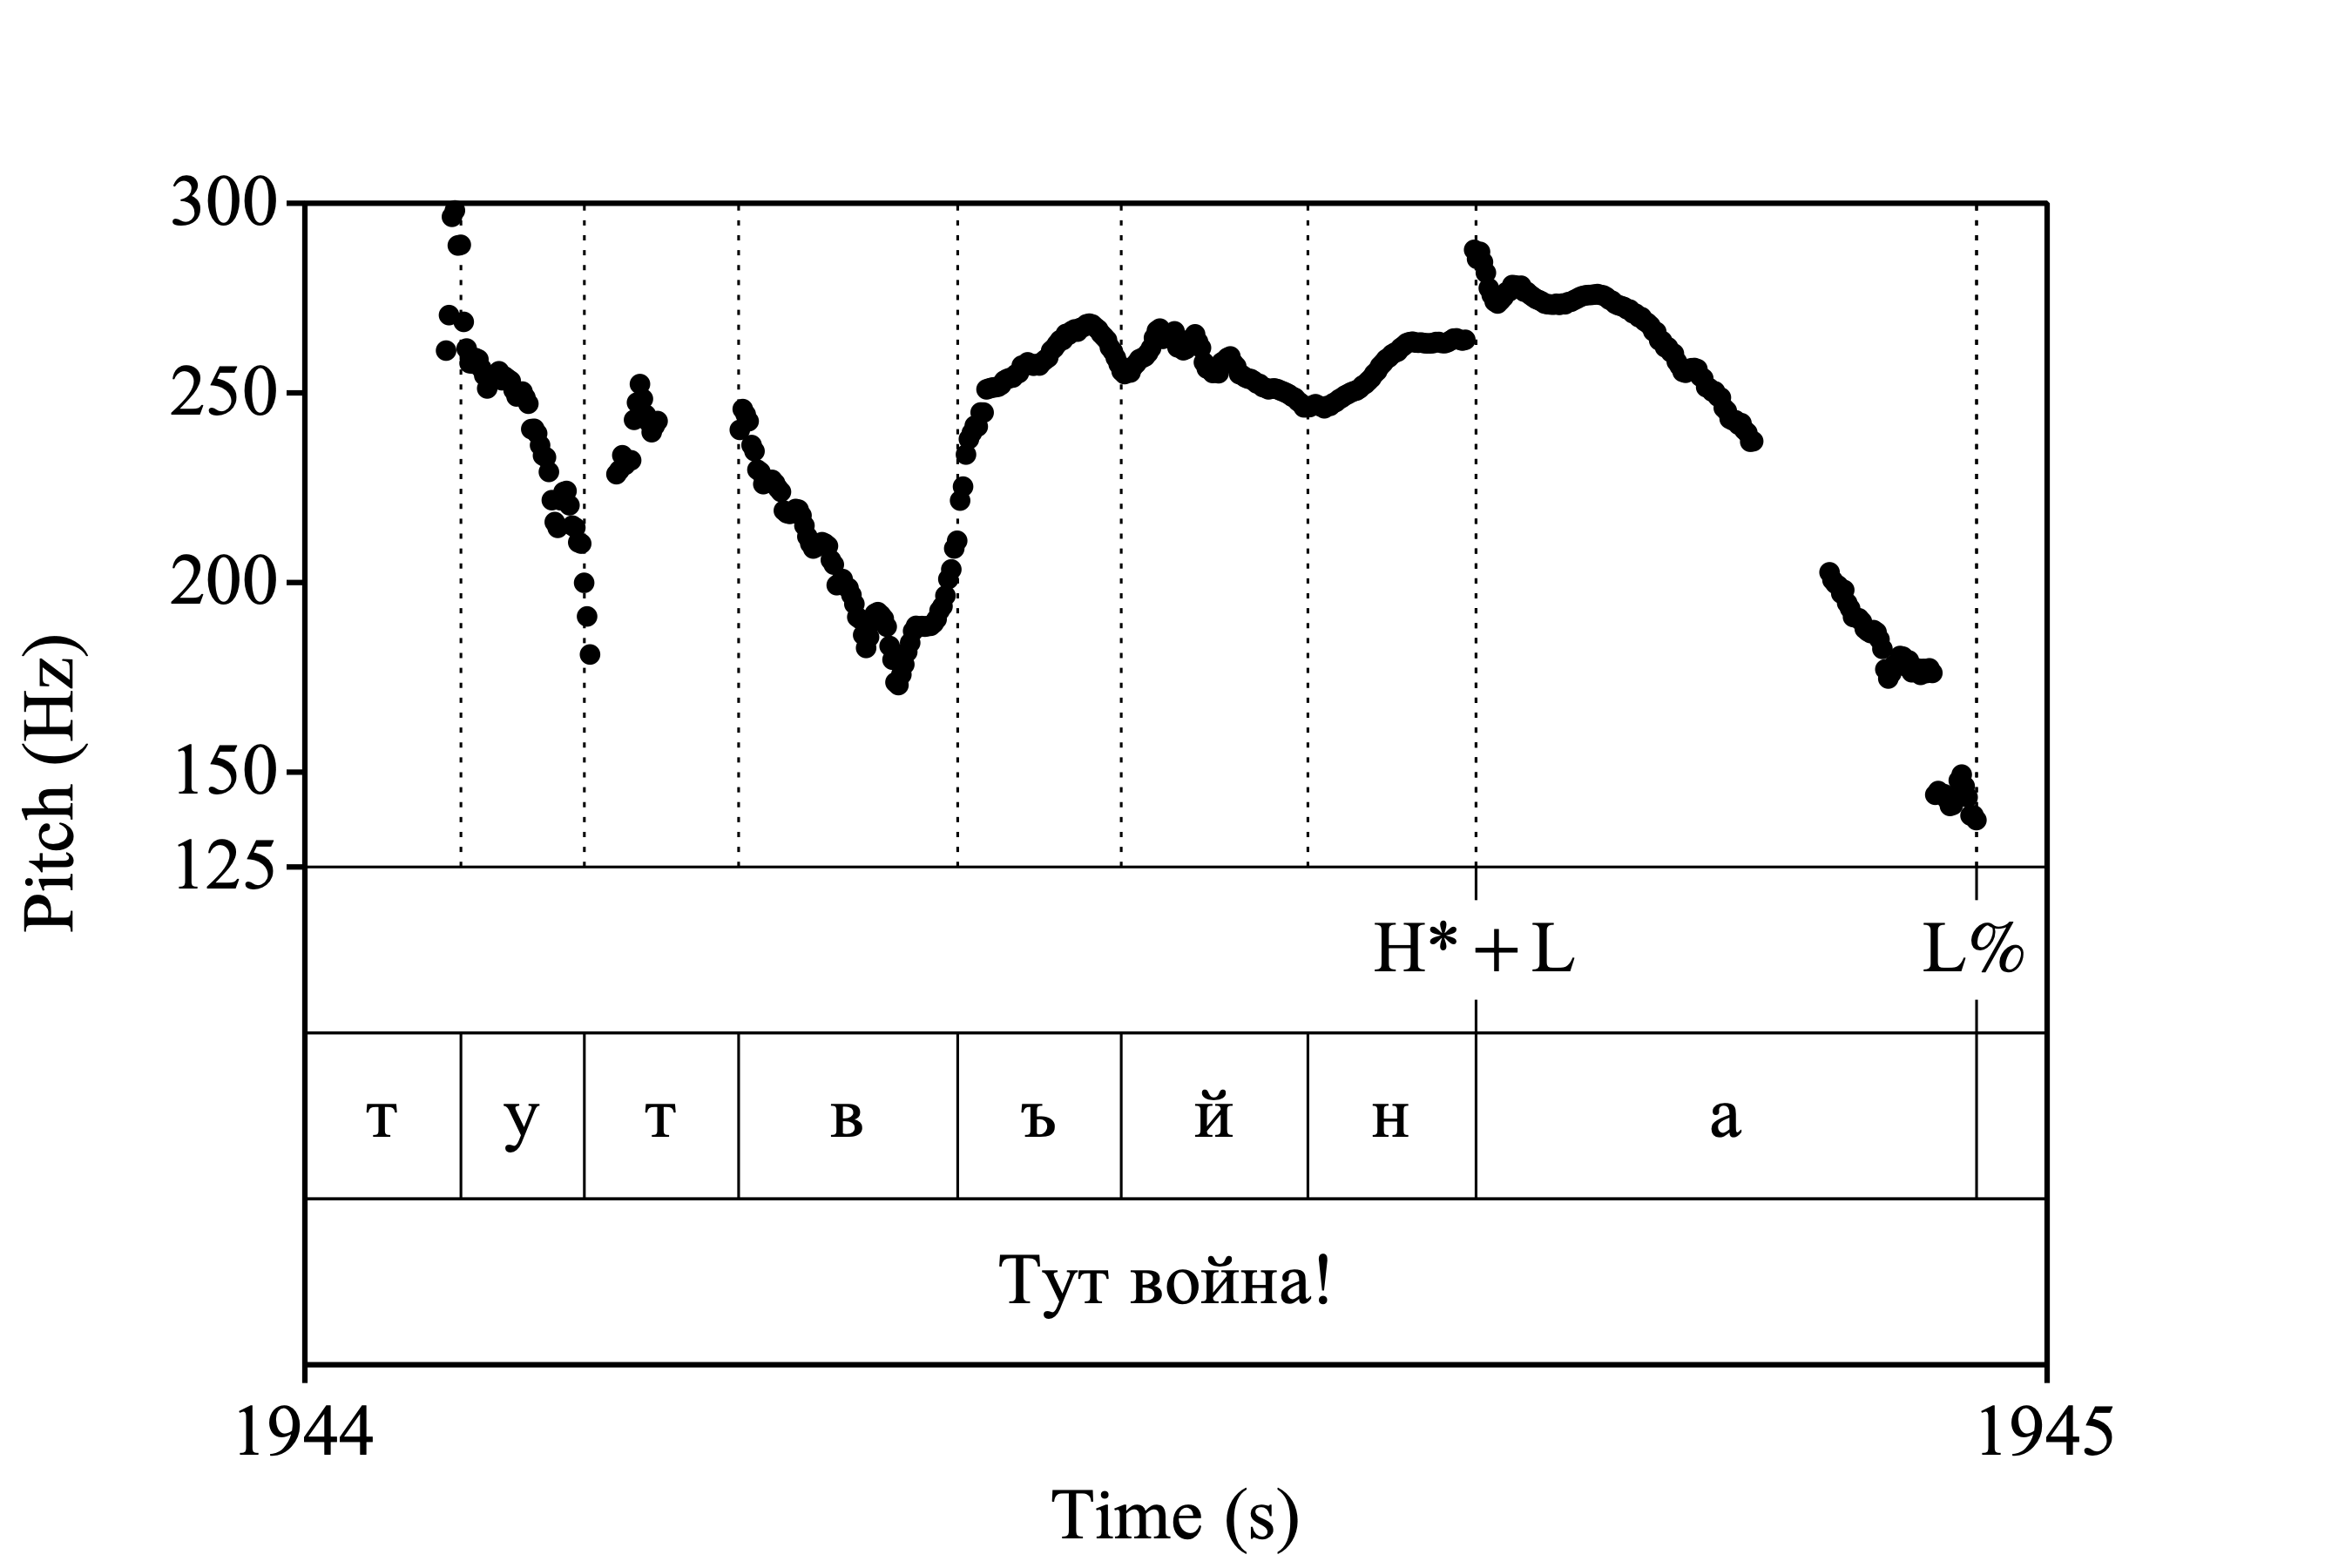 300
250
200
150
125
Pitch (Hz)
H*+L L%
т у т в ъ й н а
Тут война!
1944 1945
Time (s)